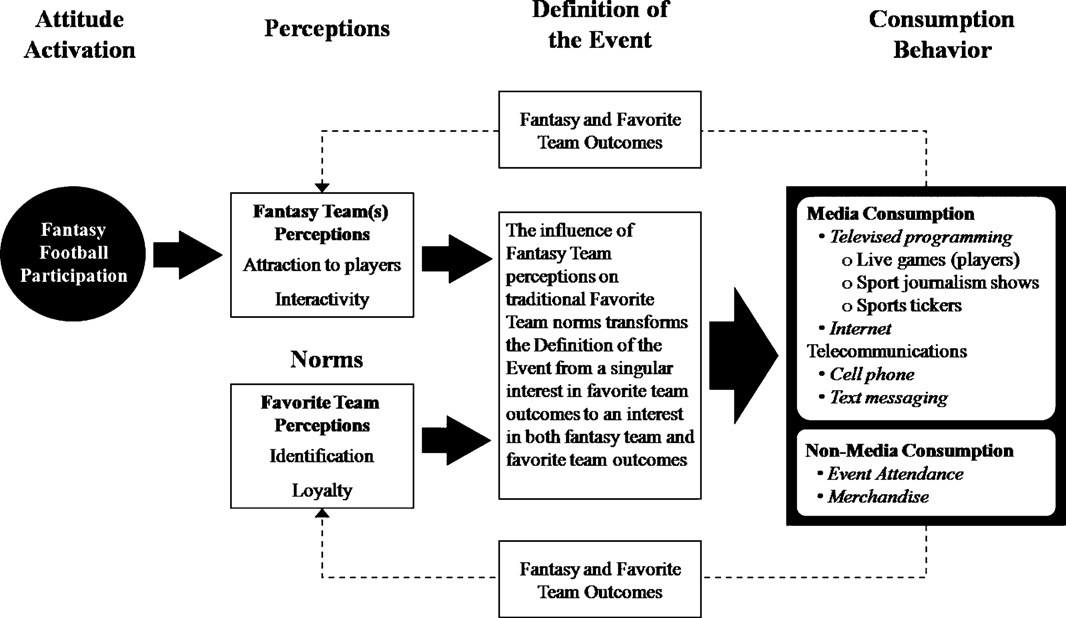 Attitude
Activation
Perceptions
Definition of
the Event
Consumption
Behavior
Fantasy and Favorite
Team Outcomes
Fantasy
Football
Participation
Fantasy Team(s)
Perceptions
Attraction to players
Interactivity
Norms
Favorite Team
Perceptions
Identification
Loyalty
The influence of
Fantasy Team
perceptions on
traditional Favorite
Team norms transforms
the Definition of the
Event from a singular
interest in favorite team
outcomes to an interest
in both fantasy team and
favorite team outcomes
Media Consumption
• Televised programming
o Live games (players)
o Sport journalism shows
o Sports tickers
• Internet
Telecommunications
• Cell phone
• Text messaging
Non-Media Consumption
• Event Attendance
• Merchandise
Fantasy and Favorite
Team Outcomes